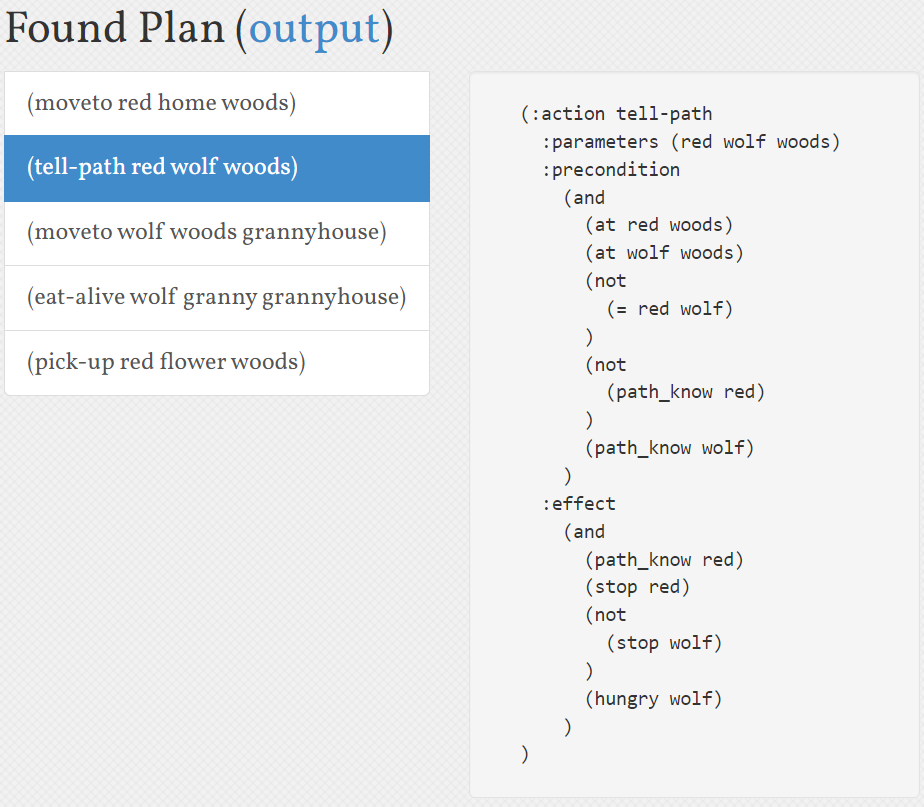 Found Plan (output)
(moveto red home woods)
(tell-path red wolf woods)
(moveto wolf woods grannyhouse)
(eat-alive wolf granny grannyhouse)
(pick-up red flower woods)
(:action tell-path
  :parameters (red wolf woods)
  :precondition
    (and
      (at red woods)
      (at wolf woods)
      (not
        (= red wolf)
      )
      (not
        (path_know red)
      )
      (path_know wolf)
    )
  :effect
    (and
      (path_know red)
      (stop red)
      (not
        (stop wolf)
      )
      (hungry wolf)
    )
)